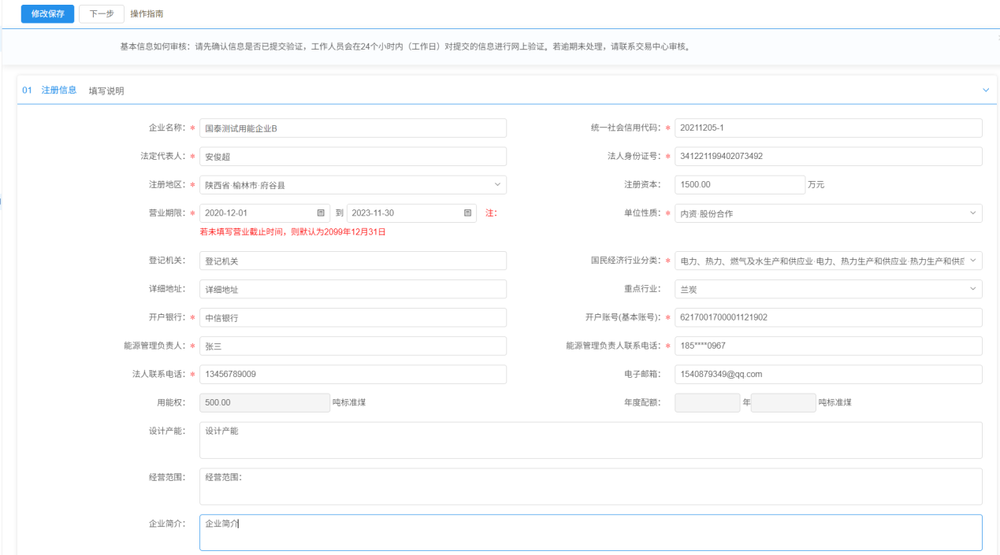 修改保存 下一步 操作指南
基本信息如何审核：请先确认信息是否已提交验证，工作人员会在24个小时内（工作日）对提交的信息进行网上验证。若逾期未处理，请联系交易中心审核。
01 注册信息 填写说明
企业名称：* 国泰测试用能企业B 统一社会信用代码：* 20211205-1
法定代表人：* 安俊超 法人身份证号：* 341221199402073492
注册地区：* 陕西省·榆林市·府谷县 注册资本： 1500.00 万元
营业期限：* 2020-12-01 到 2023-11-30 注： 单位性质：* 内资·股份合作
若未填写营业截止时间，则默认为2099年12月31日
登记机关： 登记机关 国民经济行业分类：* 电力、热力、燃气及水生产和供应业·电力、热力生产和供应业·热力生产和供应
详细地址： 详细地址 重点行业： 兰炭
开户银行：* 中信银行 开户账号(基本账号)：* 6217001700001121902
能源管理负责人：* 张三 能源管理负责人联系电话：* 185****0967
法人联系电话：* 13456789009 电子邮箱： 1540879349@qq.com
用能权： 500.00 吨标准煤 年度配额： 年 吨标准煤
设计产能： 设计产能
经营范围： 经营范围：
企业简介： 企业简介